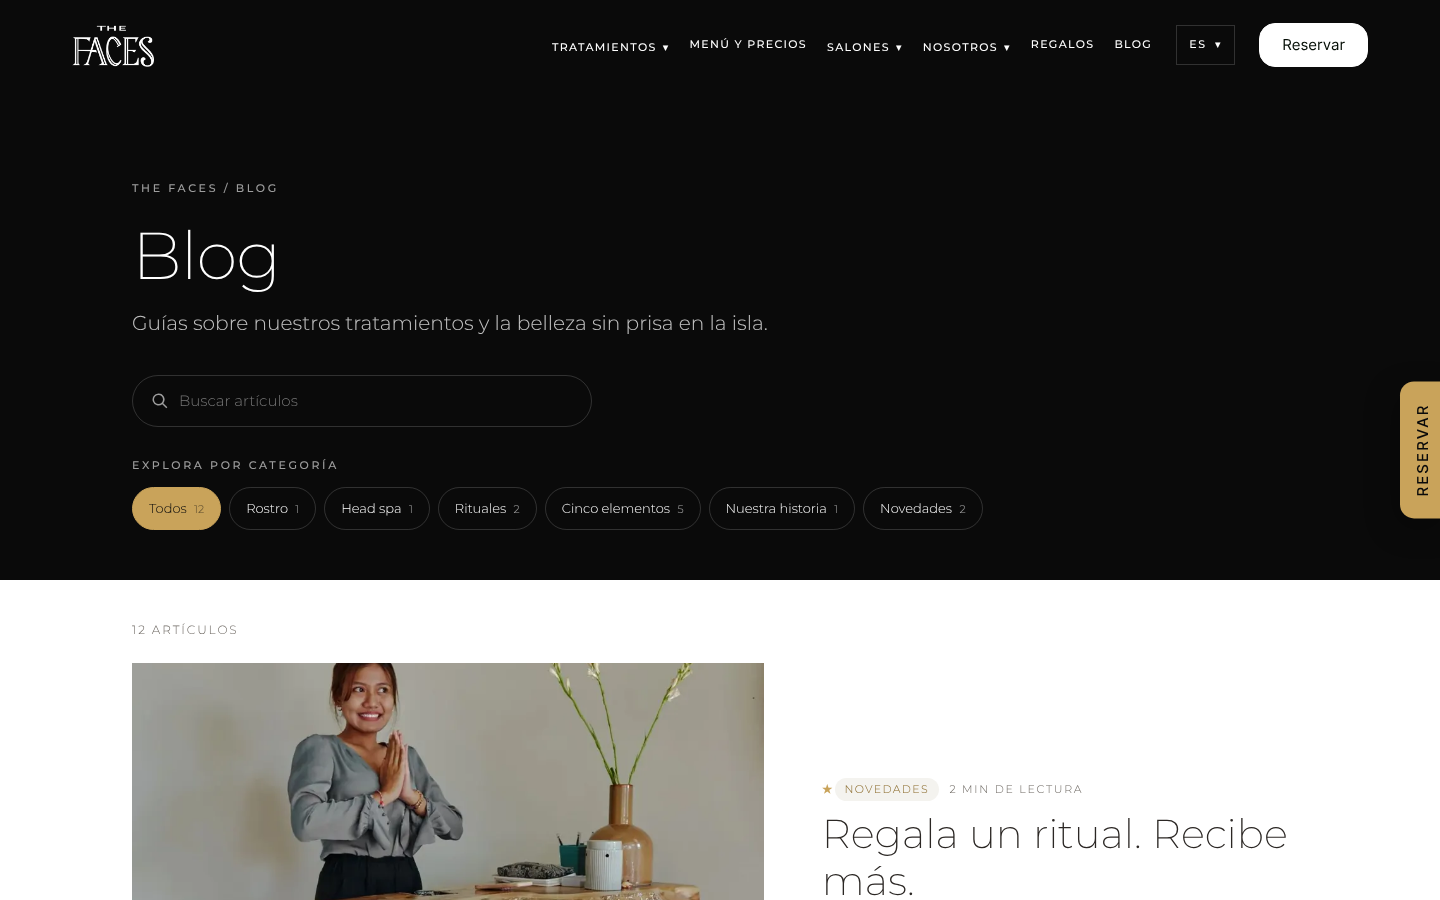 THE
FACES
TRATAMIENTOS ▾
MENÚ Y PRECIOS
SALONES ▾
NOSOTROS ▾
REGALOS
BLOG
ES ▾
Reservar
THE FACES / BLOG
Blog
Guías sobre nuestros tratamientos y la belleza sin prisa en la isla.
Buscar artículos
RESERVAR
EXPLORA POR CATEGORÍA
Todos 12
Rostro 1
Head spa 1
Rituales 2
Cinco elementos 5
Nuestra historia 1
Novedades 2
12 ARTÍCULOS
★ NOVEDADES 2 MIN DE LECTURA
Regala un ritual. Recibe
más.